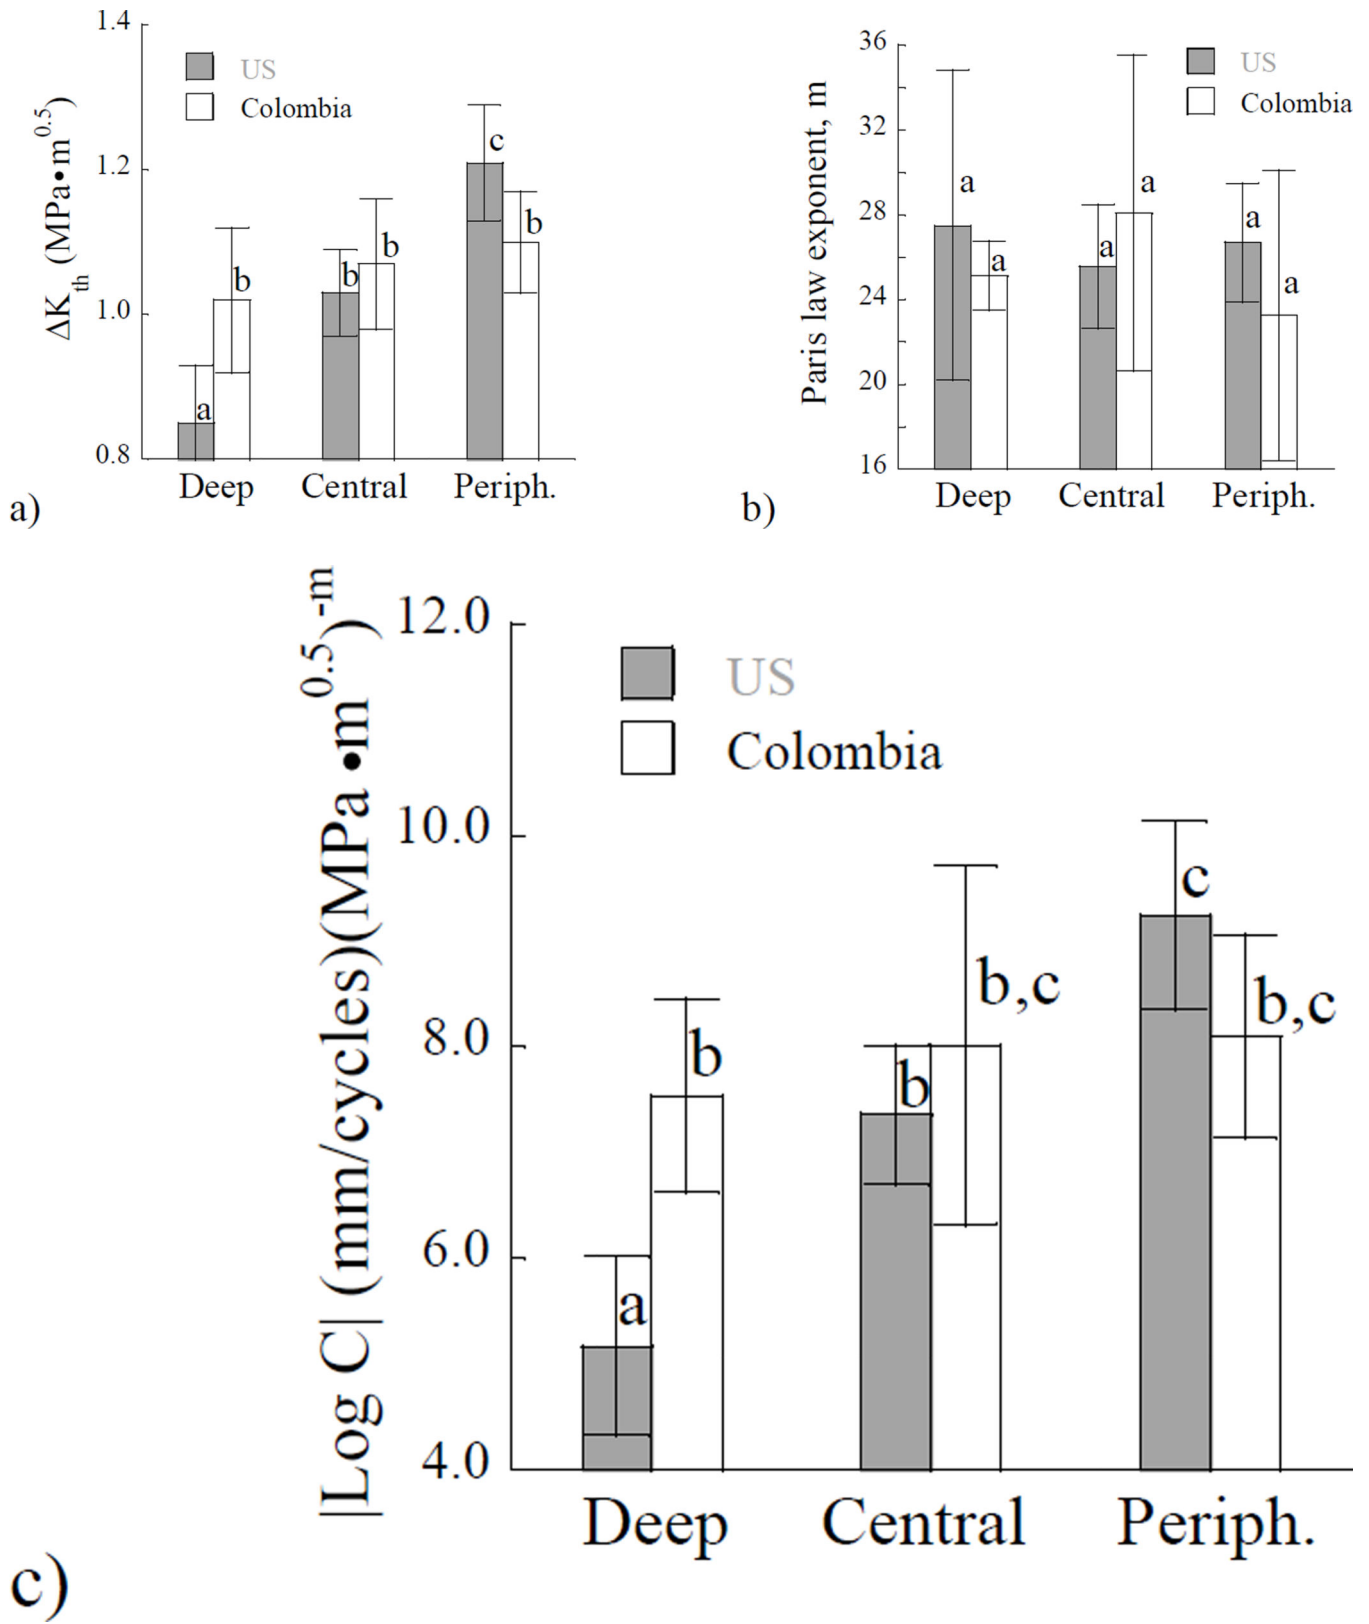 1.4
1.2
1.0
0.8
ΔK_th (MPa•m^0.5)
US
Colombia
a
b
b
b
c
b
Deep
Central
Periph.
a)
36
32
28
24
20
16
Paris law exponent, m
US
Colombia
a
a
a
a
a
a
Deep
Central
Periph.
b)
12.0
10.0
8.0
6.0
4.0
|Log C| (mm/cycles)(MPa •m^0.5)^-m
US
Colombia
a
b
b
b,c
c
b,c
Deep
Central
Periph.
c)